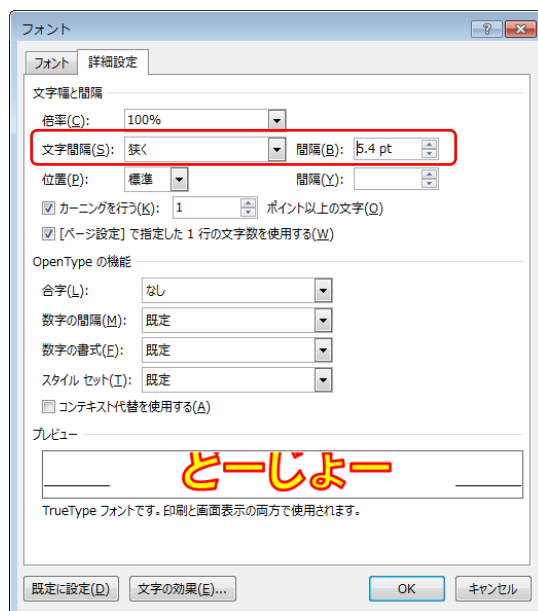 フォント
フォント 詳細設定
文字幅と間隔
倍率(C): 100%
文字間隔(S): 狭く 間隔(B): 5.4 pt
位置(P): 標準 間隔(Y):
カーニングを行う(K): 1 ポイント以上の文字(O)
[ページ設定] で指定した 1 行の文字数を使用する(W)
OpenType の機能
合字(L): なし
数字の間隔(M): 既定
数字の書式(F): 既定
スタイル セット(T): 既定
コンテキスト代替を使用する(A)
プレビュー
どーじょー
TrueType フォントです。印刷と画面表示の両方で使用されます。
既定に設定(D) 文字の効果(E)... OK キャンセル